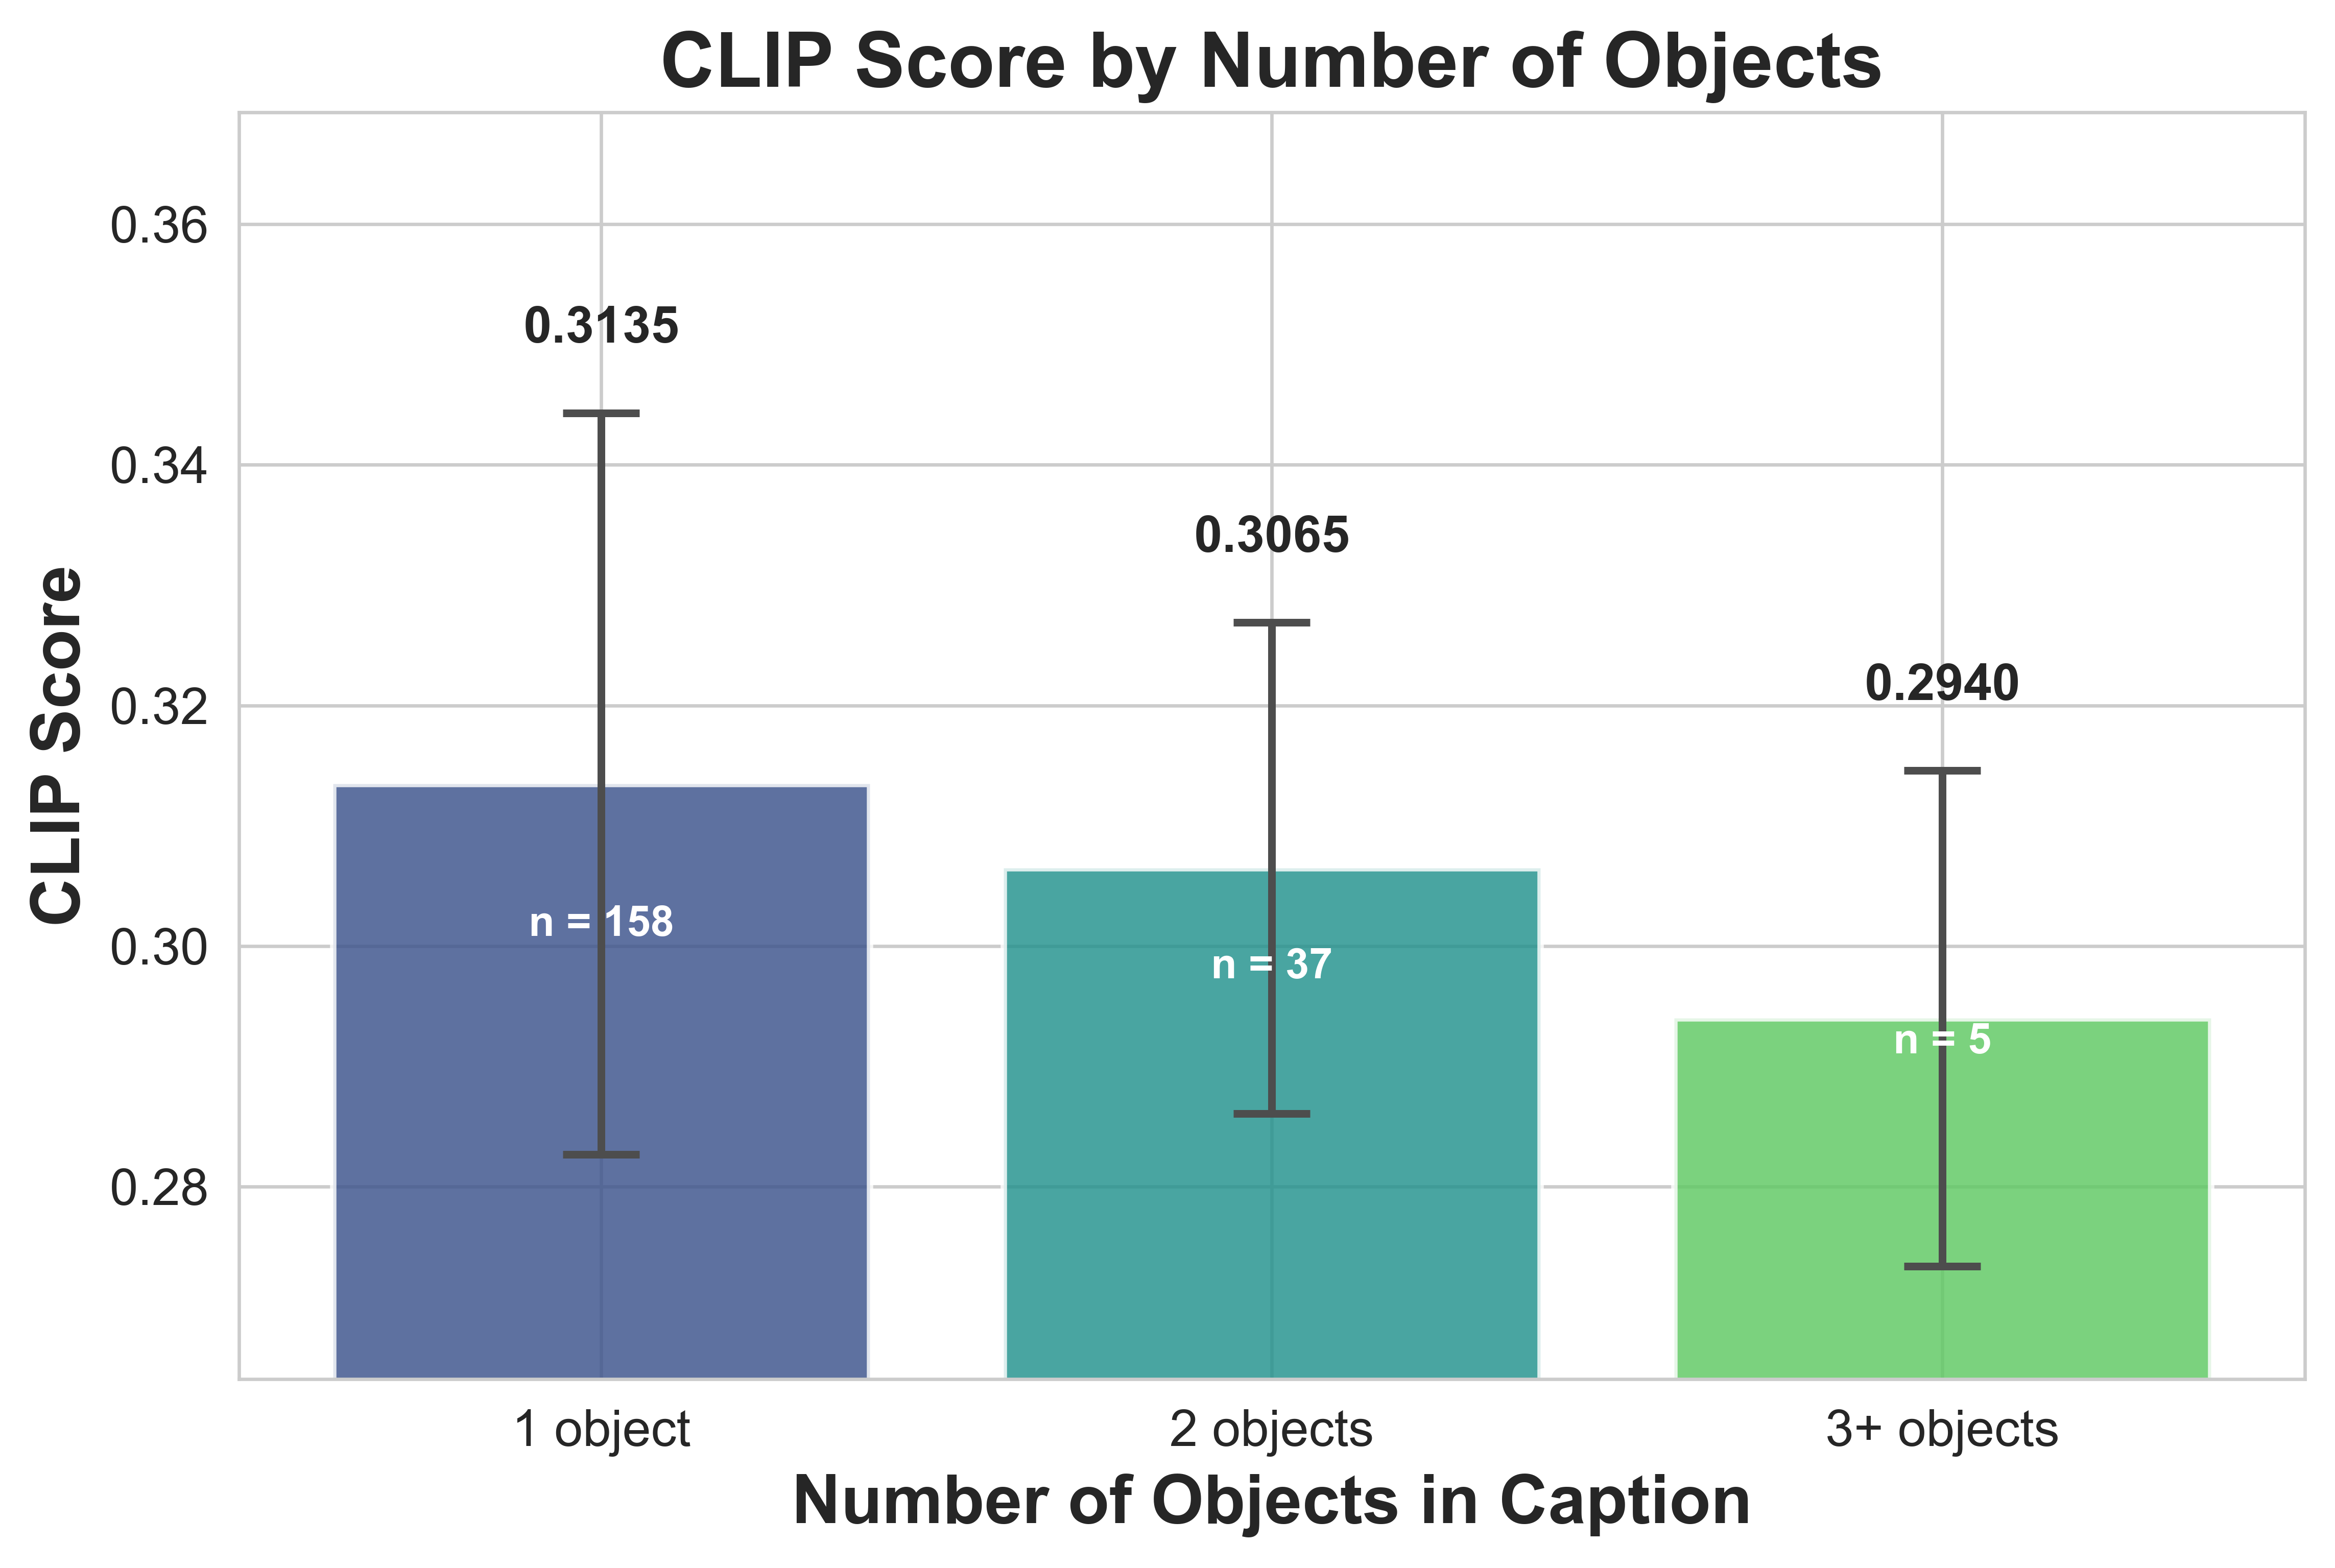 CLIP Score by Number of Objects
CLIP Score
0.36
0.34
0.32
0.30
0.28
0.3135
0.3065
0.2940
n = 158
n = 37
n = 5
1 object
2 objects
3+ objects
Number of Objects in Caption